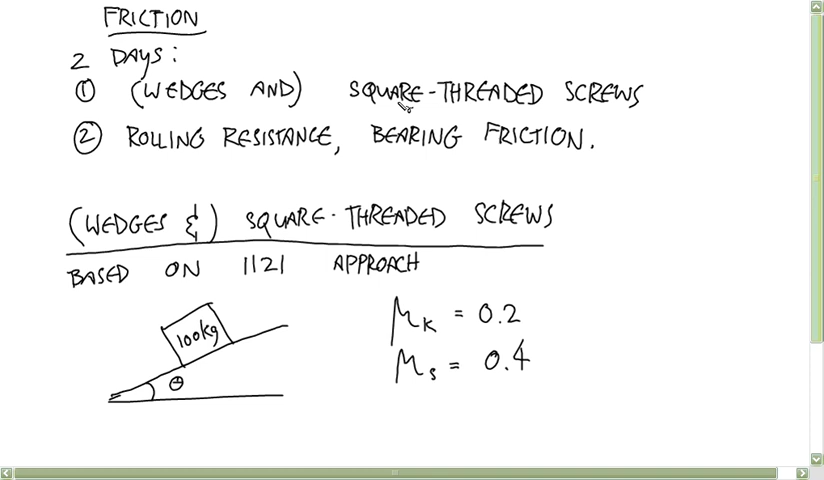 FRICTION
2 DAYS:
① (WEDGES AND) SQUARE-THREADED SCREWS
② ROLLING RESISTANCE, BEARING FRICTION.
(WEDGES &) SQUARE-THREADED SCREWS
BASED ON 1121 APPROACH
100kg
θ
μK = 0.2
μs = 0.4